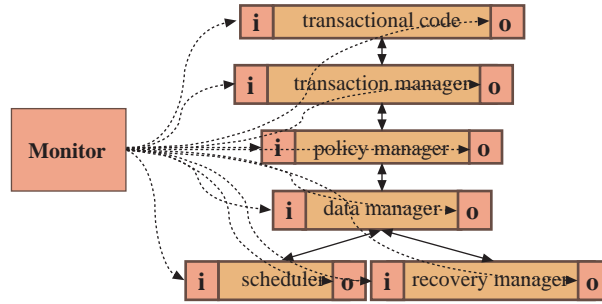 i transactional code o
i transaction manager o
Monitor
i policy manager o
i data manager o
i scheduler o i recovery manager o